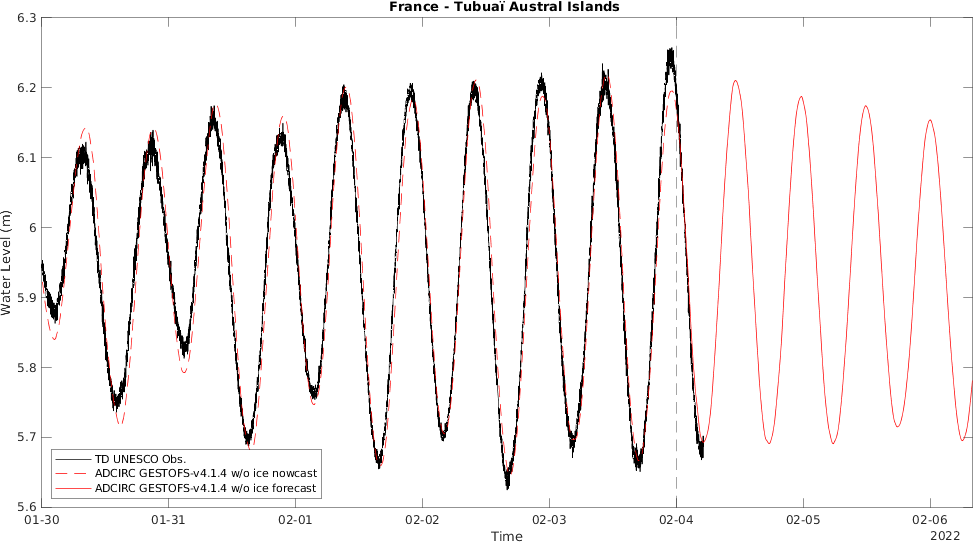 France - Tubuaï Austral Islands
6.3
6.2
6.1
6
5.9
5.8
5.7
5.6
Water Level (m)
TD UNESCO Obs.
ADCIRC GESTOFS-v4.1.4 w/o ice nowcast
ADCIRC GESTOFS-v4.1.4 w/o ice forecast
01-30 01-31 02-01 02-02 02-03 02-04 02-05 02-06
Time
2022